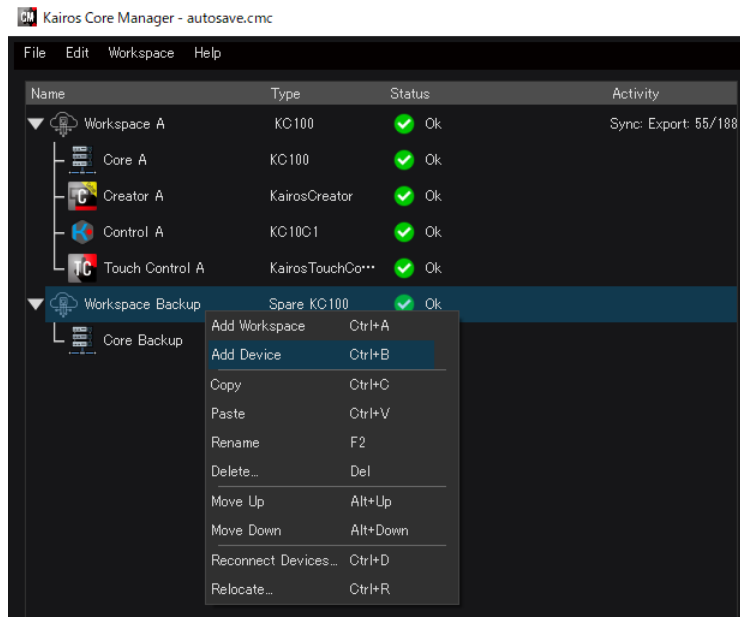 CM Kairos Core Manager - autosave.cmc
File Edit Workspace Help
Name Type Status Activity
Workspace A KC100 Ok Sync: Export: 55/188
Core A KC100 Ok
C Creator A KairosCreator Ok
Control A KC10C1 Ok
TC Touch Control A KairosTouchCo… Ok
Workspace Backup Spare KC100 Ok
Core Backup
Add Workspace Ctrl+A
Add Device Ctrl+B
Copy Ctrl+C
Paste Ctrl+V
Rename F2
Delete... Del
Move Up Alt+Up
Move Down Alt+Down
Reconnect Devices... Ctrl+D
Relocate... Ctrl+R